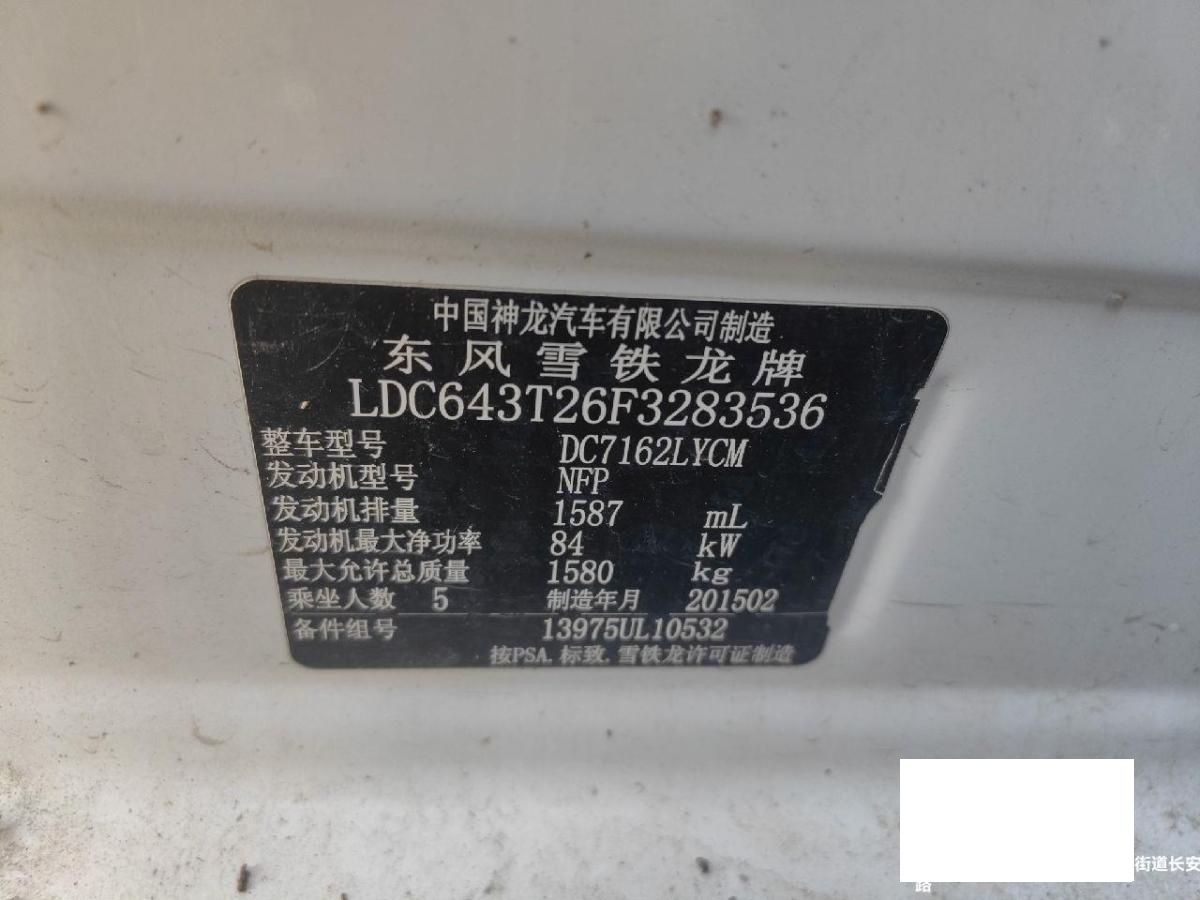 中国神龙汽车有限公司制造
东风雪铁龙牌
LDC643T26F3283536
整车型号 DC7162LYCM
发动机型号 NFP
发动机排量 1587 mL
发动机最大净功率 84 kW
最大允许总质量 1580 kg
乘坐人数 5 制造年月 201502
备件组号 13975UL10532
按PSA.标致.雪铁龙许可证制造
街道长安
路